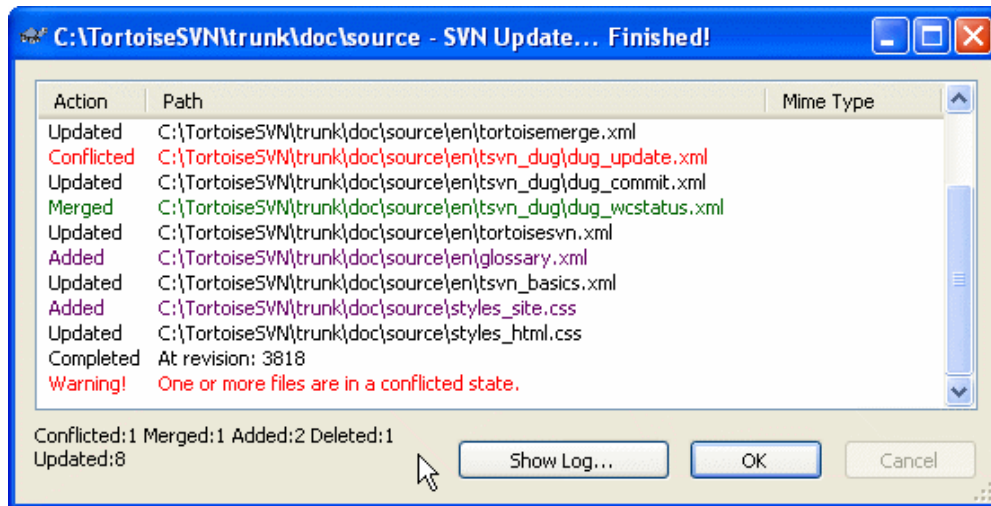 C:\TortoiseSVN\trunk\doc\source - SVN Update... Finished!
Action Path Mime Type
Updated C:\TortoiseSVN\trunk\doc\source\en\tortoisemerge.xml
Conflicted C:\TortoiseSVN\trunk\doc\source\en\tsvn_dug\dug_update.xml
Updated C:\TortoiseSVN\trunk\doc\source\en\tsvn_dug\dug_commit.xml
Merged C:\TortoiseSVN\trunk\doc\source\en\tsvn_dug\dug_wcstatus.xml
Updated C:\TortoiseSVN\trunk\doc\source\en\tortoisesvn.xml
Added C:\TortoiseSVN\trunk\doc\source\en\glossary.xml
Updated C:\TortoiseSVN\trunk\doc\source\en\tsvn_basics.xml
Added C:\TortoiseSVN\trunk\doc\source\styles_site.css
Updated C:\TortoiseSVN\trunk\doc\source\styles_html.css
Completed At revision: 3818
Warning! One or more files are in a conflicted state.
Conflicted:1 Merged:1 Added:2 Deleted:1
Updated:8
Show Log... OK Cancel